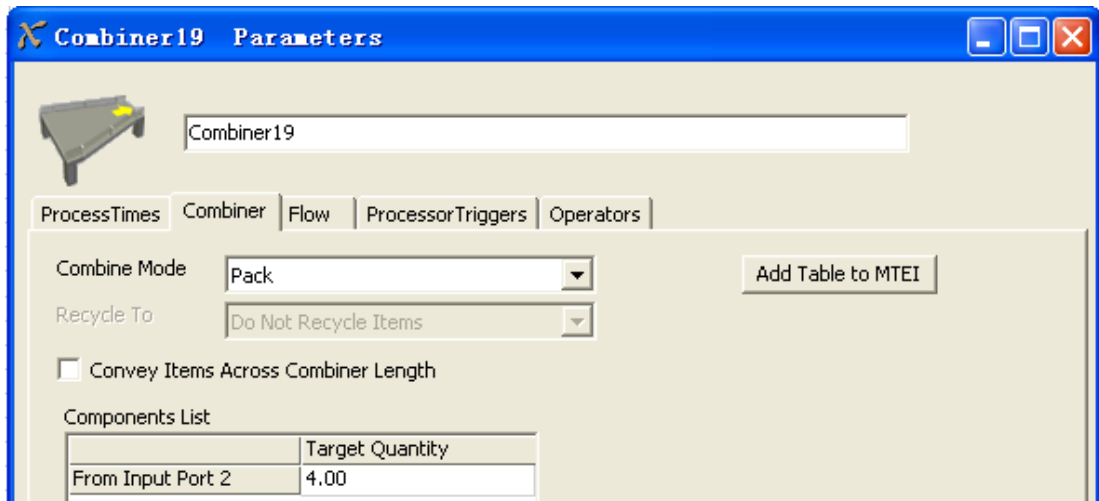 Combiner19 Parameters
Combiner19
ProcessTimes Combiner Flow ProcessorTriggers Operators
Combine Mode Pack Add Table to MTEI
Recycle To Do Not Recycle Items
Convey Items Across Combiner Length
Components List
Target Quantity
From Input Port 2 4.00